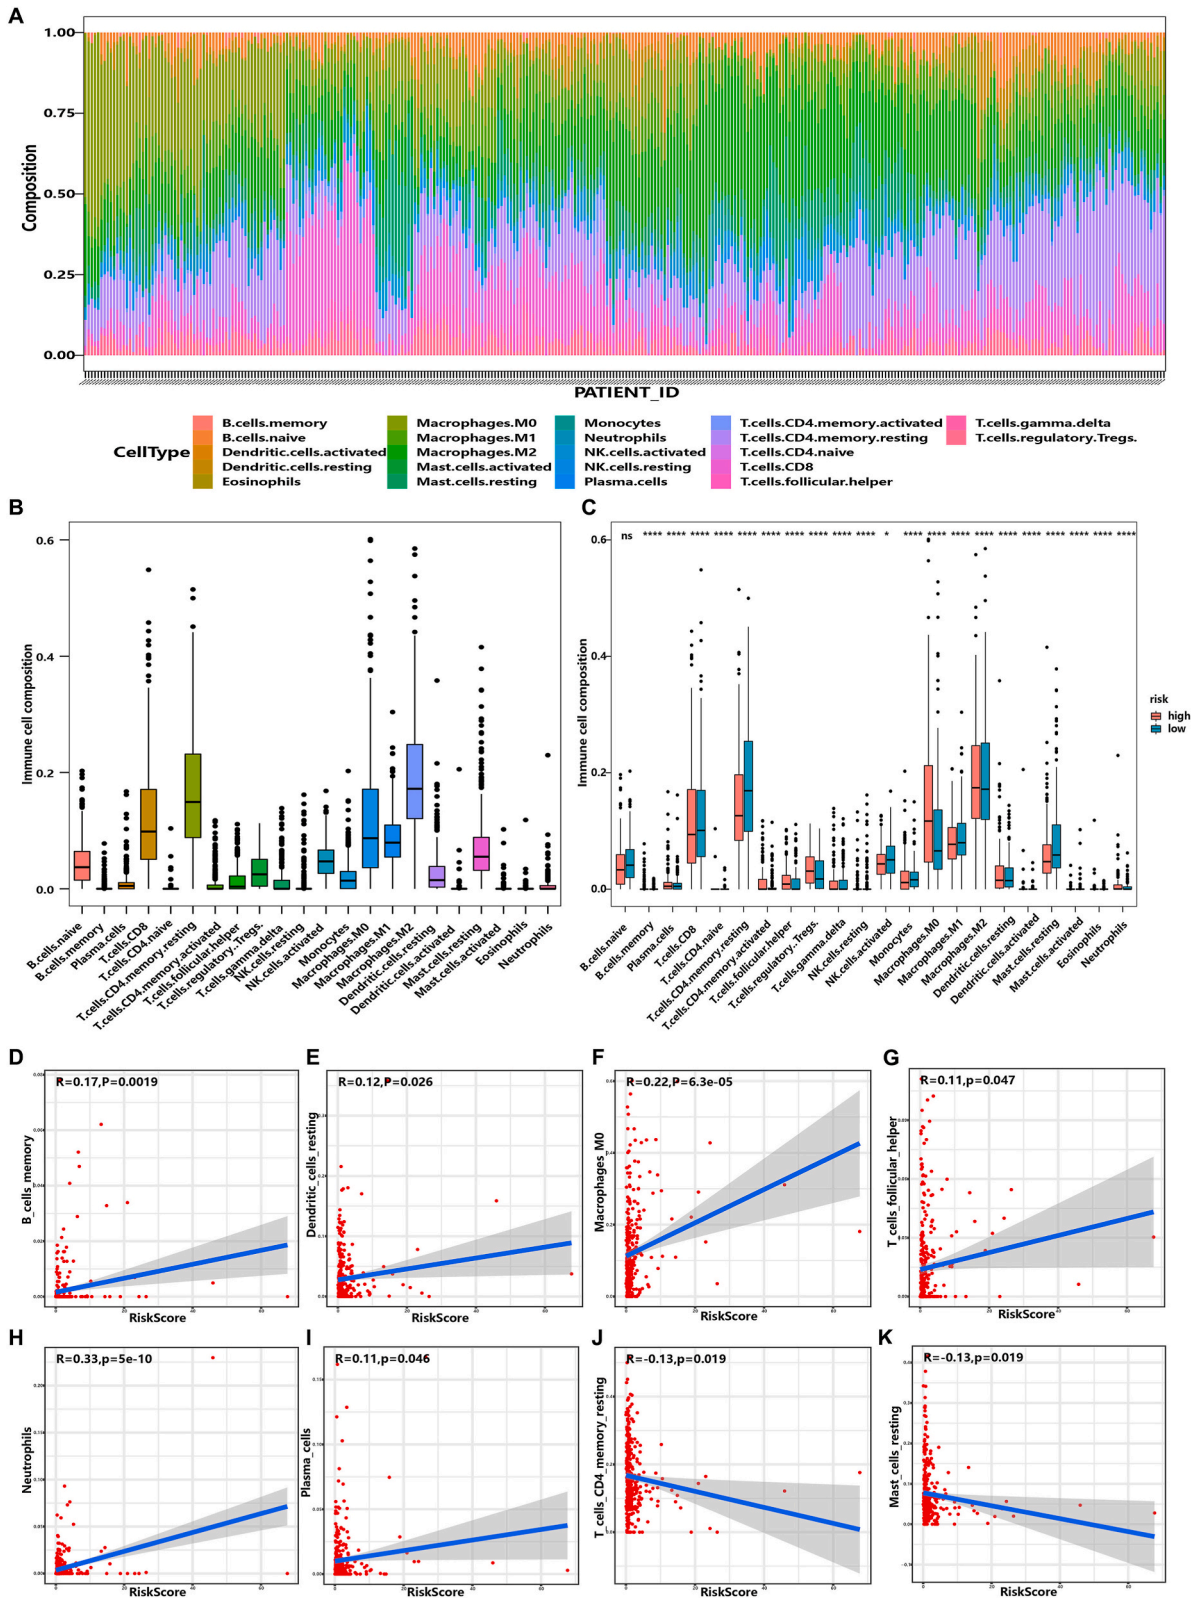 A
1.00
0.75
0.50
0.25
0.00
Composition
PATIENT_ID
CellType
B.cells.memory
B.cells.naive
Dendritic.cells.activated
Dendritic.cells.resting
Eosinophils
Macrophages.M0
Macrophages.M1
Macrophages.M2
Mast.cells.activated
Mast.cells.resting
Monocytes
Neutrophils
NK.cells.activated
NK.cells.resting
Plasma.cells
T.cells.CD4.memory.activated
T.cells.CD4.memory.resting
T.cells.CD4.naive
T.cells.CD8
T.cells.follicular.helper
T.cells.gamma.delta
T.cells.regulatory.Tregs.
B
0.6
0.4
0.2
0.0
Immune cell composition
B.cells.naive
B.cells.memory
Plasma.cells
T.cells.CD8
T.cells.CD4.naive
T.cells.CD4.memory.resting
T.cells.CD4.memory.activated
T.cells.follicular.helper
T.cells.regulatory..Tregs.
T.cells.gamma.delta
NK.cells.resting
NK.cells.activated
Monocytes
Macrophages.M0
Macrophages.M1
Macrophages.M2
Dendritic.cells.resting
Dendritic.cells.activated
Mast.cells.resting
Mast.cells.activated
Eosinophils
Neutrophils
C
ns **** **** **** **** **** **** **** **** **** **** * **** **** **** **** **** **** **** **** **** ****
0.6
0.4
0.2
0.0
Immune cell composition
B.cells.naive
B.cells.memory
Plasma.cells
T.cells.CD8
T.cells.CD4.naive
T.cells.CD4.memory.resting
T.cells.CD4.memory.activated
T.cells.follicular.helper
T.cells.regulatory..Tregs.
T.cells.gamma.delta
NK.cells.resting
NK.cells.activated
Monocytes
Macrophages.M0
Macrophages.M1
Macrophages.M2
Dendritic.cells.resting
Dendritic.cells.activated
Mast.cells.resting
Mast.cells.activated
Eosinophils
Neutrophils
risk
high
low
D
R=0.17,P=0.0019
B_cells_memory
RiskScore
E
R=0.12,P=0.026
Dendritic_cells_resting
RiskScore
F
R=0.22,P=6.3e-05
Macrophages_M0
RiskScore
G
R=0.11,p=0.047
T_cells_follicular_helper
RiskScore
H
R=0.33,p=5e-10
Neutrophils
RiskScore
I
R=0.11,p=0.046
Plasma_cells
RiskScore
J
R=-0.13,p=0.019
T_cells_CD4_memory_resting
RiskScore
K
R=-0.13,p=0.019
Mast_cells_resting
RiskScore